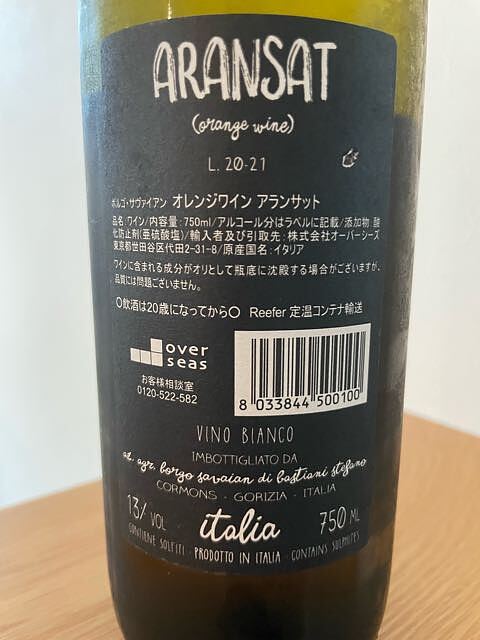 ARANSAT
(orange wine)
L. 20-21
ボルゴ・サヴァイアン オレンジワイン アランサット
品名:ワイン/内容量:750ml/アルコール分はラベルに記載/添加物:酸
化防止剤(亜硫酸塩)/輸入者及び引取先:株式会社オーバーシーズ
東京都世田谷区代田2-31-8/原産国名:イタリア
ワインに含まれる成分がオリとして瓶底に沈殿する場合がございますが、
品質には問題ございません。
〇飲酒は20歳になってから〇 Reefer 定温コンテナ輸送
over
seas
お客様相談室
0120-522-582
8 033844 500100
VINO BIANCO
IMBOTTIGLIATO DA
az. agr. borgo savaian di bastiani stefano
CORMONS - GORIZIA - ITALIA
13% VOL
italia
750 ML
CONTIENE SOLFITI - PRODOTTO IN ITALIA - CONTAINS SULPHITES